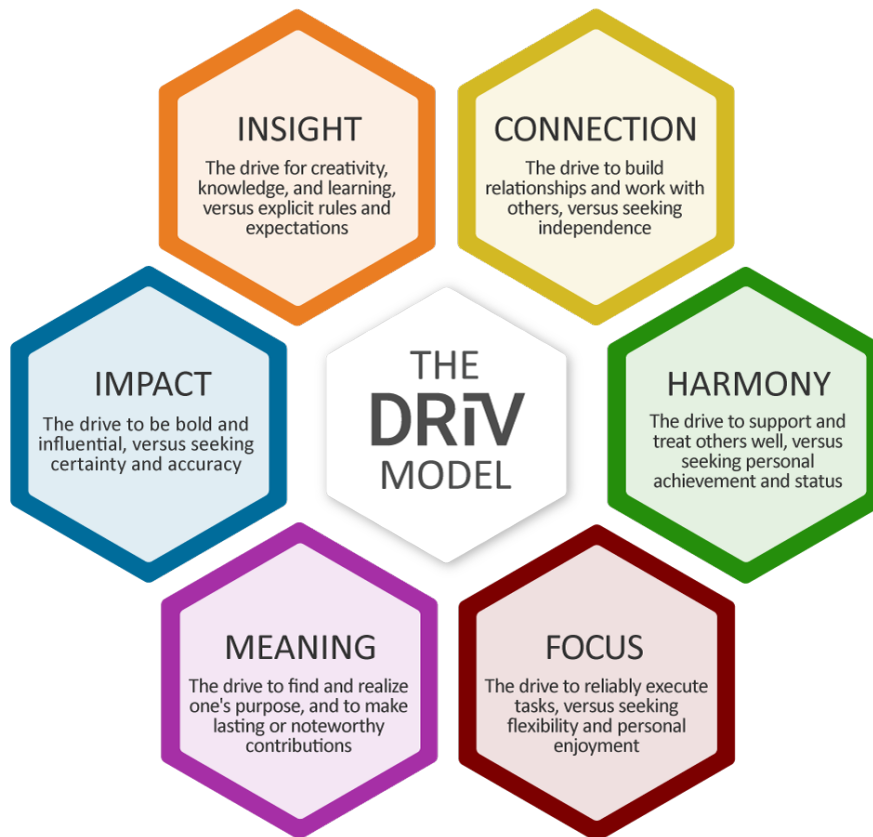 INSIGHT
The drive for creativity,
knowledge, and learning,
versus explicit rules and
expectations
CONNECTION
The drive to build
relationships and work with
others, versus seeking
independence
IMPACT
The drive to be bold and
influential, versus seeking
certainty and accuracy
THE
DRiV
MODEL
HARMONY
The drive to support and
treat others well, versus
seeking personal
achievement and status
MEANING
The drive to find and realize
one's purpose, and to make
lasting or noteworthy
contributions
FOCUS
The drive to reliably execute
tasks, versus seeking
flexibility and personal
enjoyment